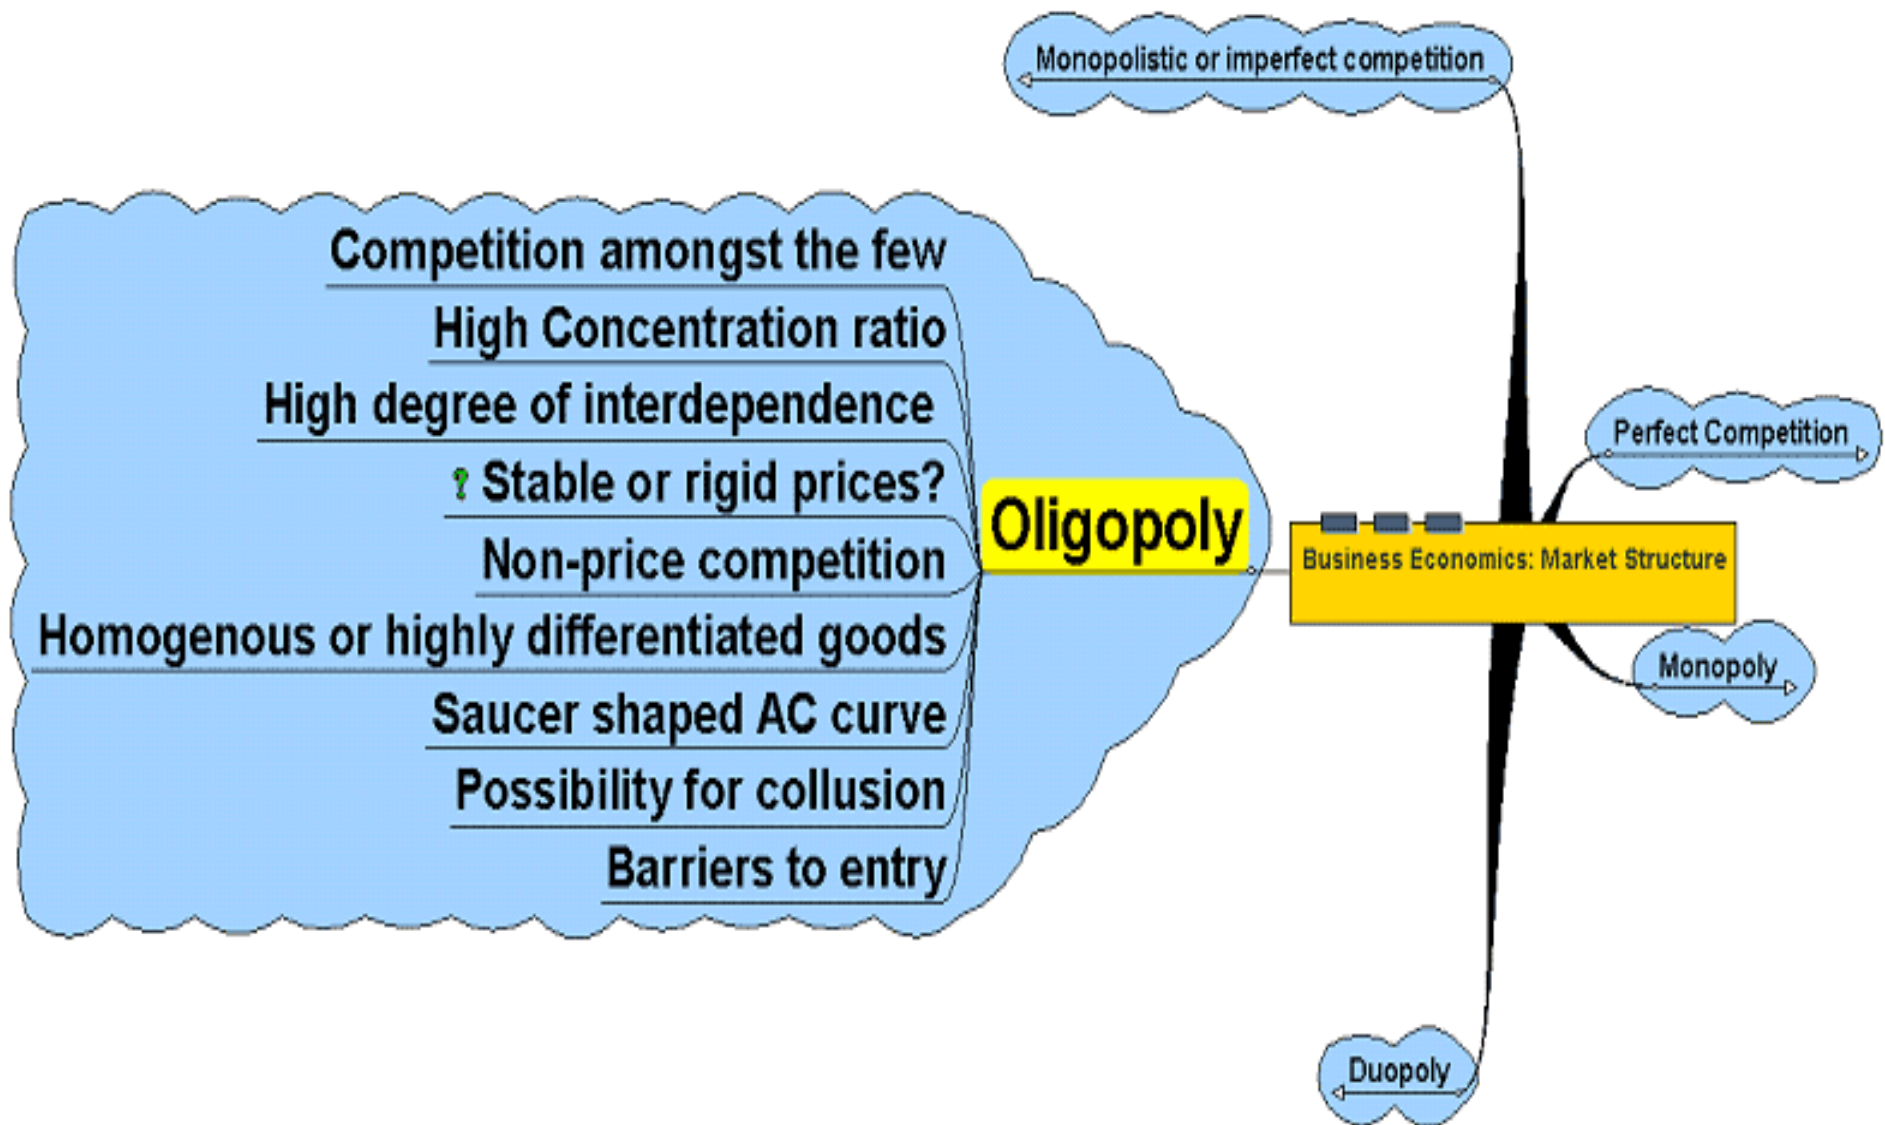 Monopolistic or imperfect competition
Competition amongst the few
High Concentration ratio
High degree of interdependence
? Stable or rigid prices?
Non-price competition
Homogenous or highly differentiated goods
Saucer shaped AC curve
Possibility for collusion
Barriers to entry
Oligopoly
Perfect Competition
Business Economics: Market Structure
Monopoly
Duopoly